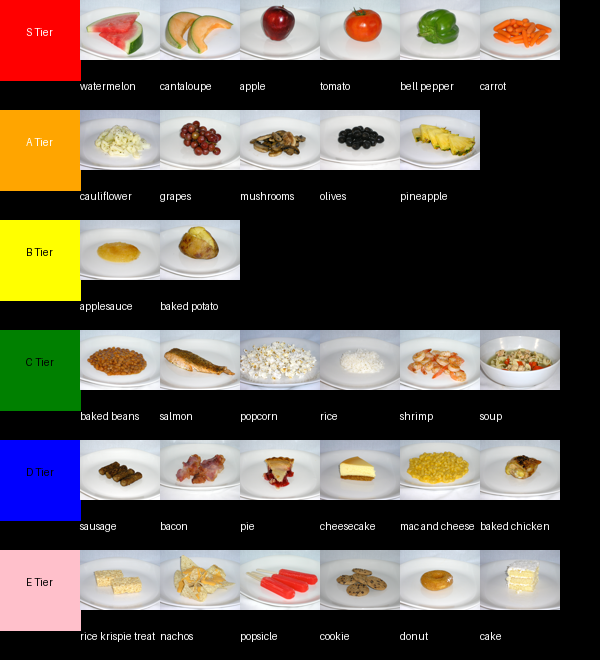 S Tier
watermelon cantaloupe apple tomato bell pepper carrot
A Tier
cauliflower grapes mushrooms olives pineapple
B Tier
applesauce baked potato
C Tier
baked beans salmon popcorn rice shrimp soup
D Tier
sausage bacon pie cheesecake mac and cheese baked chicken
E Tier
rice krispie treat nachos popsicle cookie donut cake